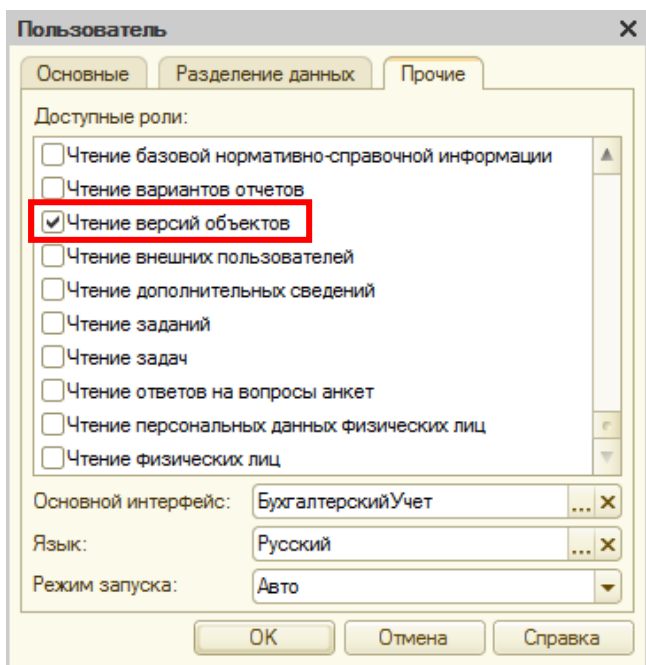 Пользователь
Основные Разделение данных Прочие
Доступные роли:
Чтение базовой нормативно-справочной информации
Чтение вариантов отчетов
Чтение версий объектов
Чтение внешних пользователей
Чтение дополнительных сведений
Чтение заданий
Чтение задач
Чтение ответов на вопросы анкет
Чтение персональных данных физических лиц
Чтение физических лиц
Основной интерфейс: БухгалтерскийУчет ...
Язык: Русский ...
Режим запуска: Авто
OK Отмена Справка